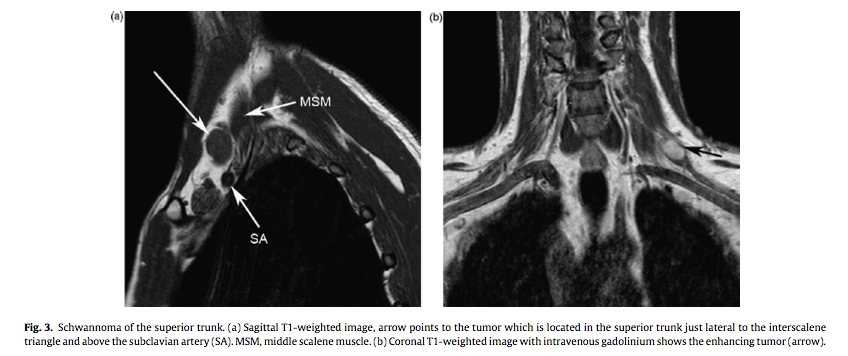 (a)
(b)
MSM
SA
Fig. 3. Schwannoma of the superior trunk. (a) Sagittal T1-weighted image, arrow points to the tumor which is located in the superior trunk just lateral to the interscalene
triangle and above the subclavian artery (SA). MSM, middle scalene muscle. (b) Coronal T1-weighted image with intravenous gadolinium shows the enhancing tumor (arrow).